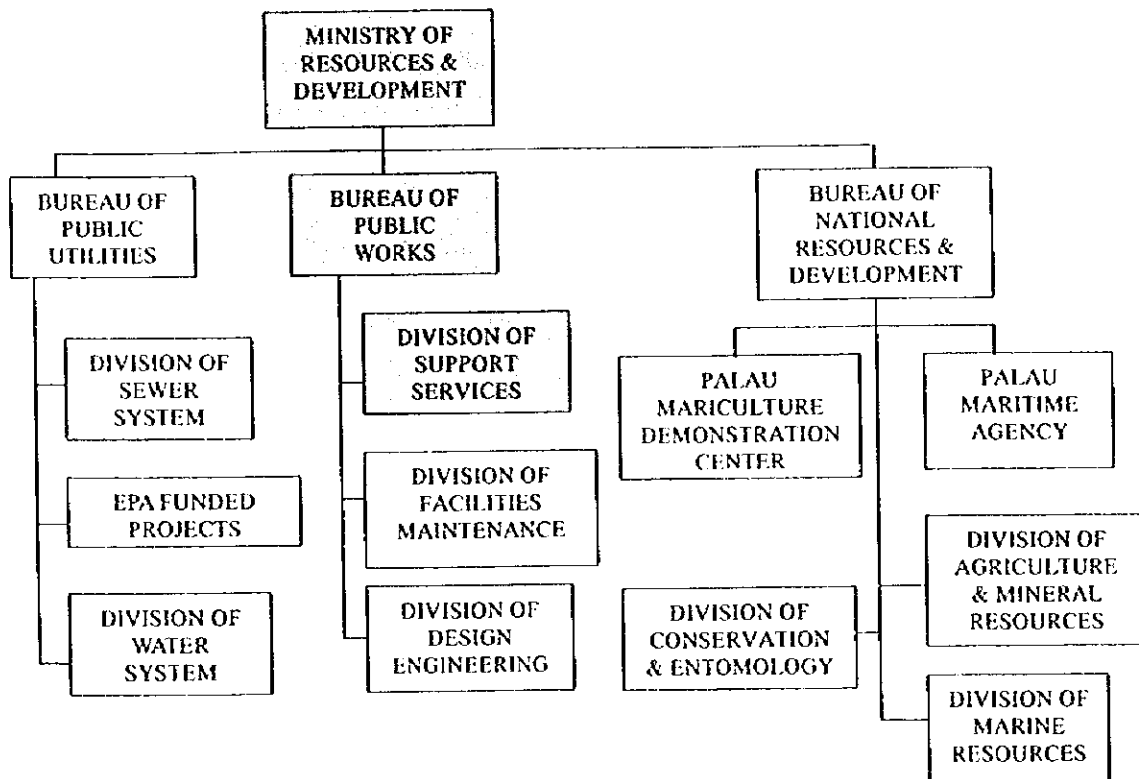 MINISTRY OF
RESOURCES &
DEVELOPMENT
BUREAU OF
PUBLIC
UTILITIES
DIVISION OF
SEWER
SYSTEM
EPA FUNDED
PROJECTS
DIVISION OF
WATER
SYSTEM
BUREAU OF
PUBLIC
WORKS
DIVISION OF
SUPPORT
SERVICES
DIVISION OF
FACILITIES
MAINTENANCE
DIVISION OF
DESIGN
ENGINEERING
BUREAU OF
NATIONAL
RESOURCES &
DEVELOPMENT
PALAU
MARICULTURE
DEMONSTRATION
CENTER
PALAU
MARITIME
AGENCY
DIVISION OF
AGRICULTURE
& MINERAL
RESOURCES
DIVISION OF
CONSERVATION
& ENTOMOLOGY
DIVISION OF
MARINE
RESOURCES